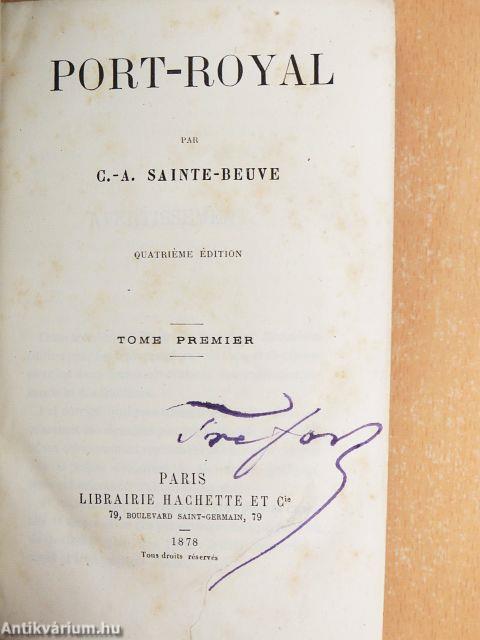 PORT-ROYAL
PAR
C.-A. SAINTE-BEUVE
QUATRIÈME ÉDITION
TOME PREMIER
Trefort
PARIS
LIBRAIRIE HACHETTE ET Cie
79, BOULEVARD SAINT-GERMAIN, 79
1878
Tous droits réservés
Antikvárium.hu